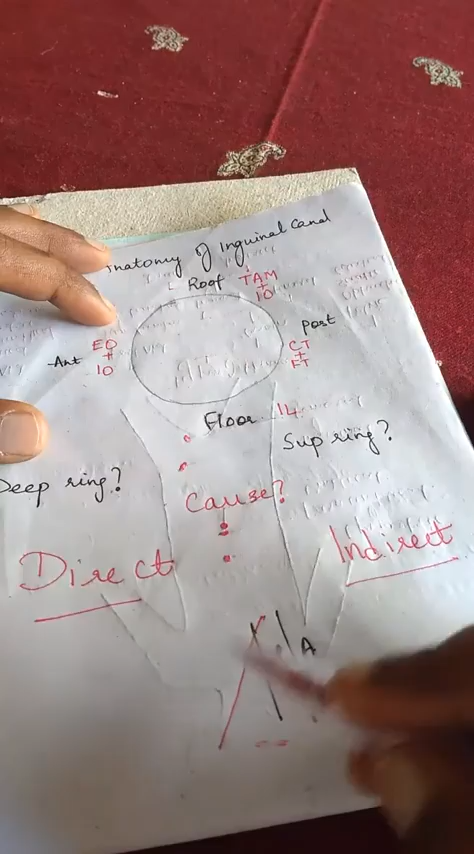 Anatomy of Inguinal Canal
Roof TAM
+
IO
Post
CT
+
FT
Ant EO
+
IO
Floor IL
Sup ring?
Deep ring?
Cause?
Direct
Indirect
A